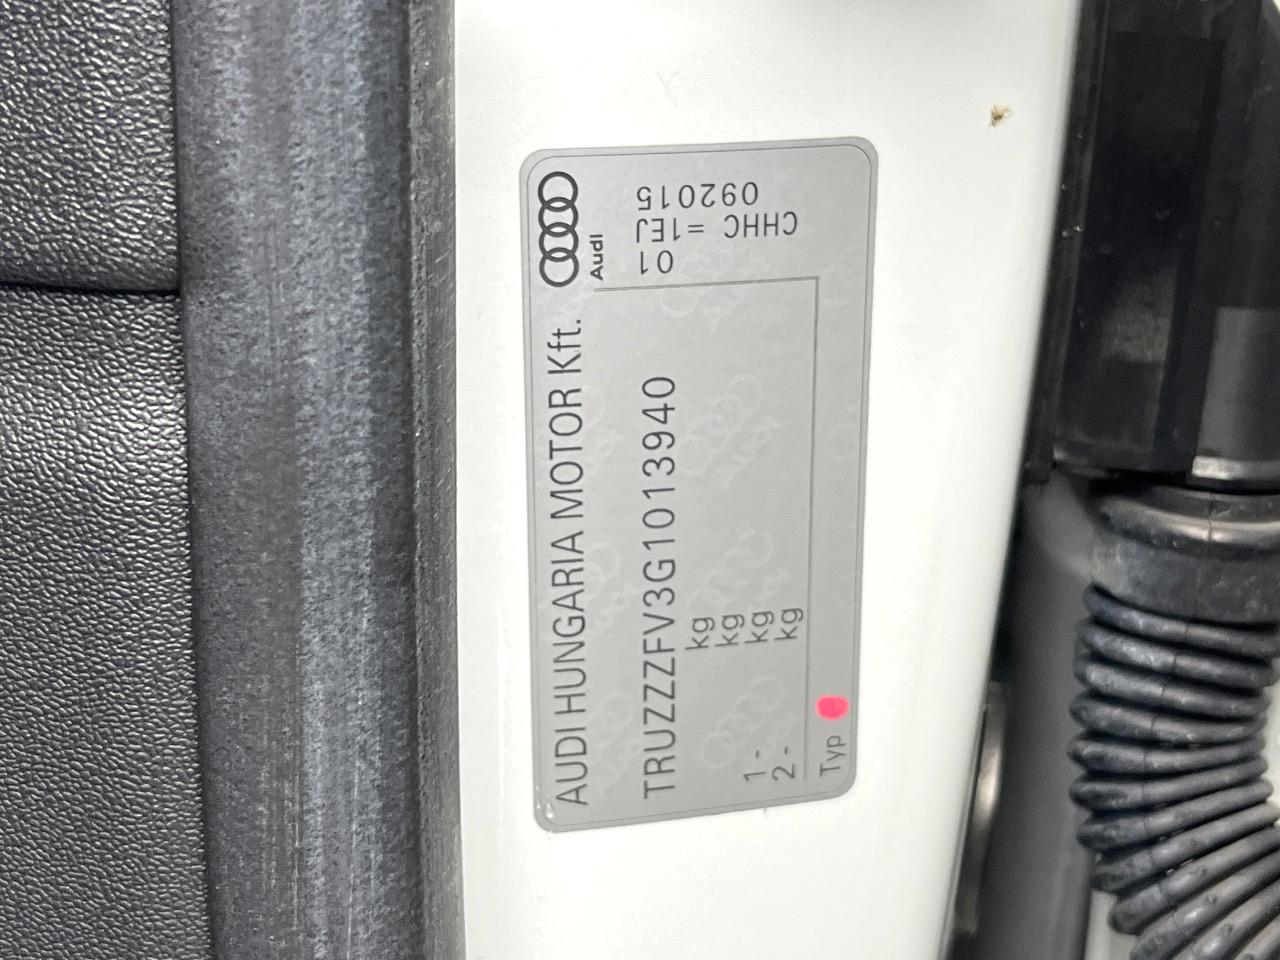 AUDI HUNGARIA MOTOR Kft.
Audi
TRUZZZFV3G1013940
kg
kg
1 - kg
2 - kg
Typ
01
CHHC =1EJ
092015